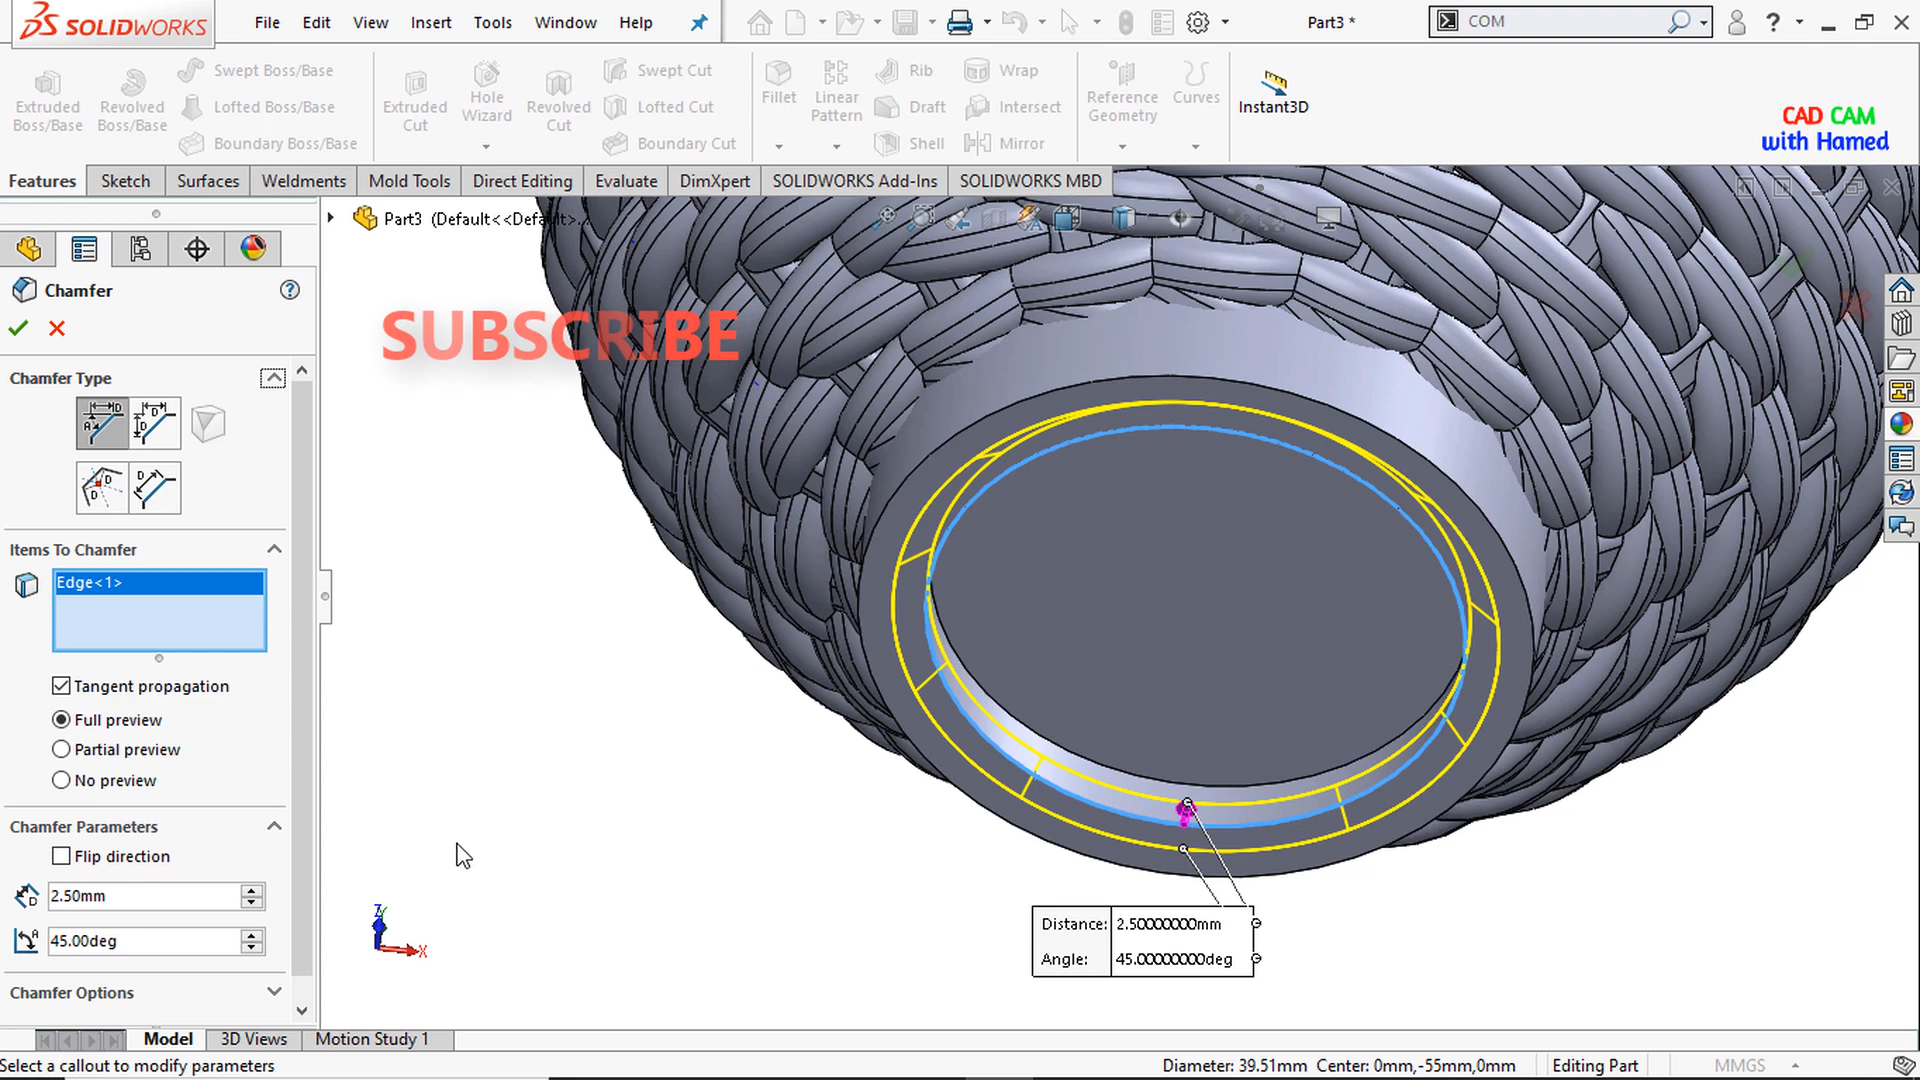 SOLIDWORKS
File Edit View Insert Tools Window Help
Part3 *
COM
Extruded Boss/Base
Revolved Boss/Base
Swept Boss/Base
Lofted Boss/Base
Boundary Boss/Base
Extruded Cut
Hole Wizard
Revolved Cut
Swept Cut
Lofted Cut
Boundary Cut
Fillet
Linear Pattern
Rib
Draft
Shell
Wrap
Intersect
Mirror
Reference Geometry
Curves
Instant3D
CAD CAM
with Hamed
Features Sketch Surfaces Weldments Mold Tools Direct Editing Evaluate DimXpert SOLIDWORKS Add-Ins SOLIDWORKS MBD
Part3 (Default<<Default>...
Chamfer
SUBSCRIBE
Chamfer Type
Items To Chamfer
Edge<1>
Tangent propagation
Full preview
Partial preview
No preview
Chamfer Parameters
Flip direction
2.50mm
45.00deg
Chamfer Options
Distance: 2.50000000mm
Angle: 45.00000000deg
Z
X
Model 3D Views Motion Study 1
Select a callout to modify parameters
Diameter: 39.51mm Center: 0mm,-55mm,0mm
Editing Part
MMGS